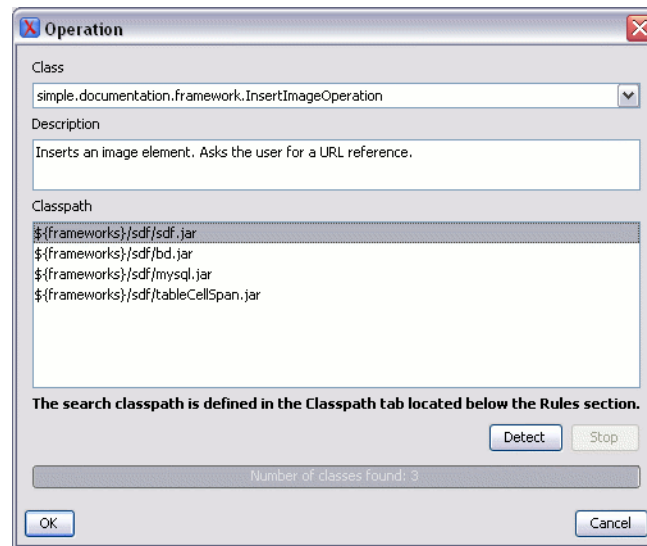 Operation
Class
simple.documentation.framework.InsertImageOperation
Description
Inserts an image element. Asks the user for a URL reference.
Classpath
${frameworks}/sdf/sdf.jar
${frameworks}/sdf/bd.jar
${frameworks}/sdf/mysql.jar
${frameworks}/sdf/tableCellSpan.jar
The search classpath is defined in the Classpath tab located below the Rules section.
Detect Stop
Number of classes found: 3
OK Cancel